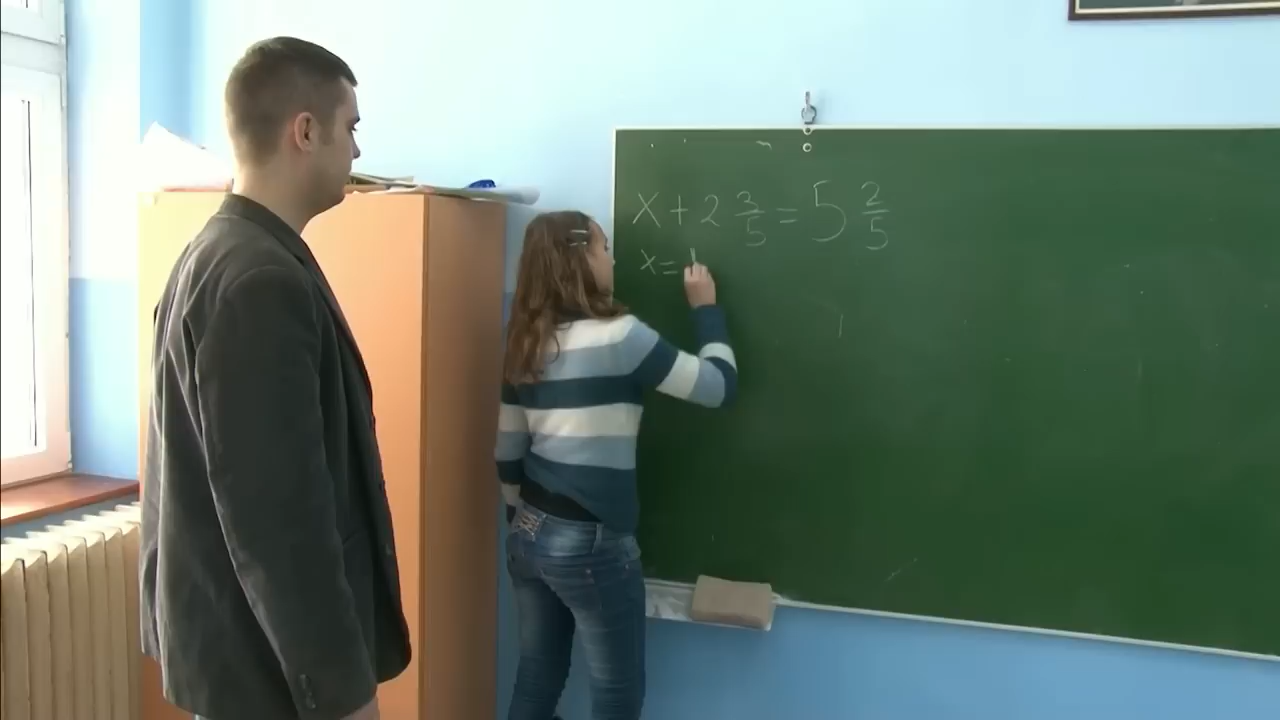 x + 2 3/5 = 5 2/5
x =